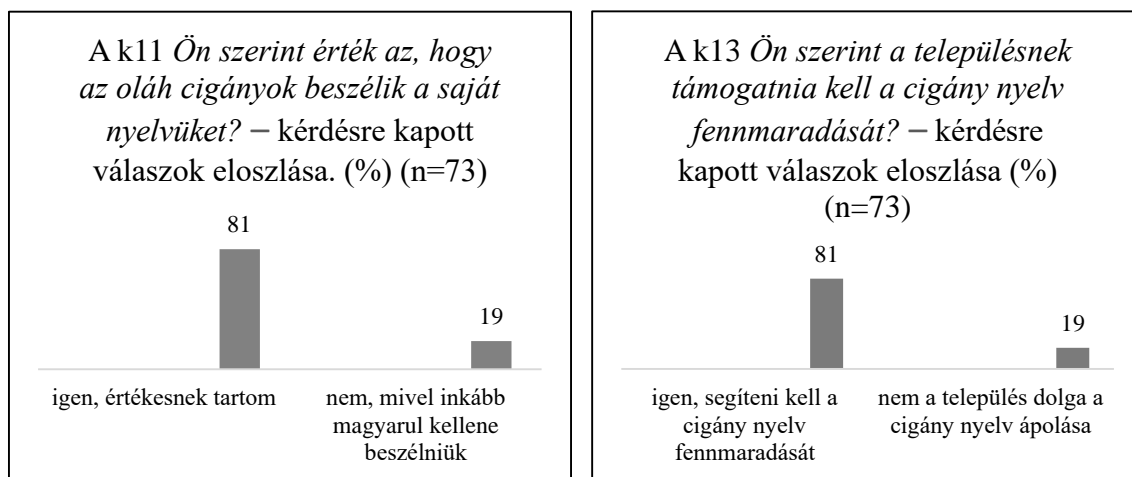 A k11 Ön szerint érték az, hogy
az oláh cigányok beszélik a saját
nyelvüket? – kérdésre kapott
válaszok eloszlása. (%) (n=73)
81
19
igen, értékesnek tartom
nem, mivel inkább
magyarul kellene
beszélniük
A k13 Ön szerint a településnek
támogatnia kell a cigány nyelv
fennmaradását? – kérdésre
kapott válaszok eloszlása (%)
(n=73)
81
19
igen, segíteni kell a
cigány nyelv
fennmaradását
nem a település dolga a
cigány nyelv ápolása